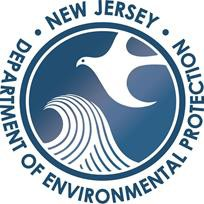 • NEW JERSEY •
DEPARTMENT OF ENVIRONMENTAL PROTECTION